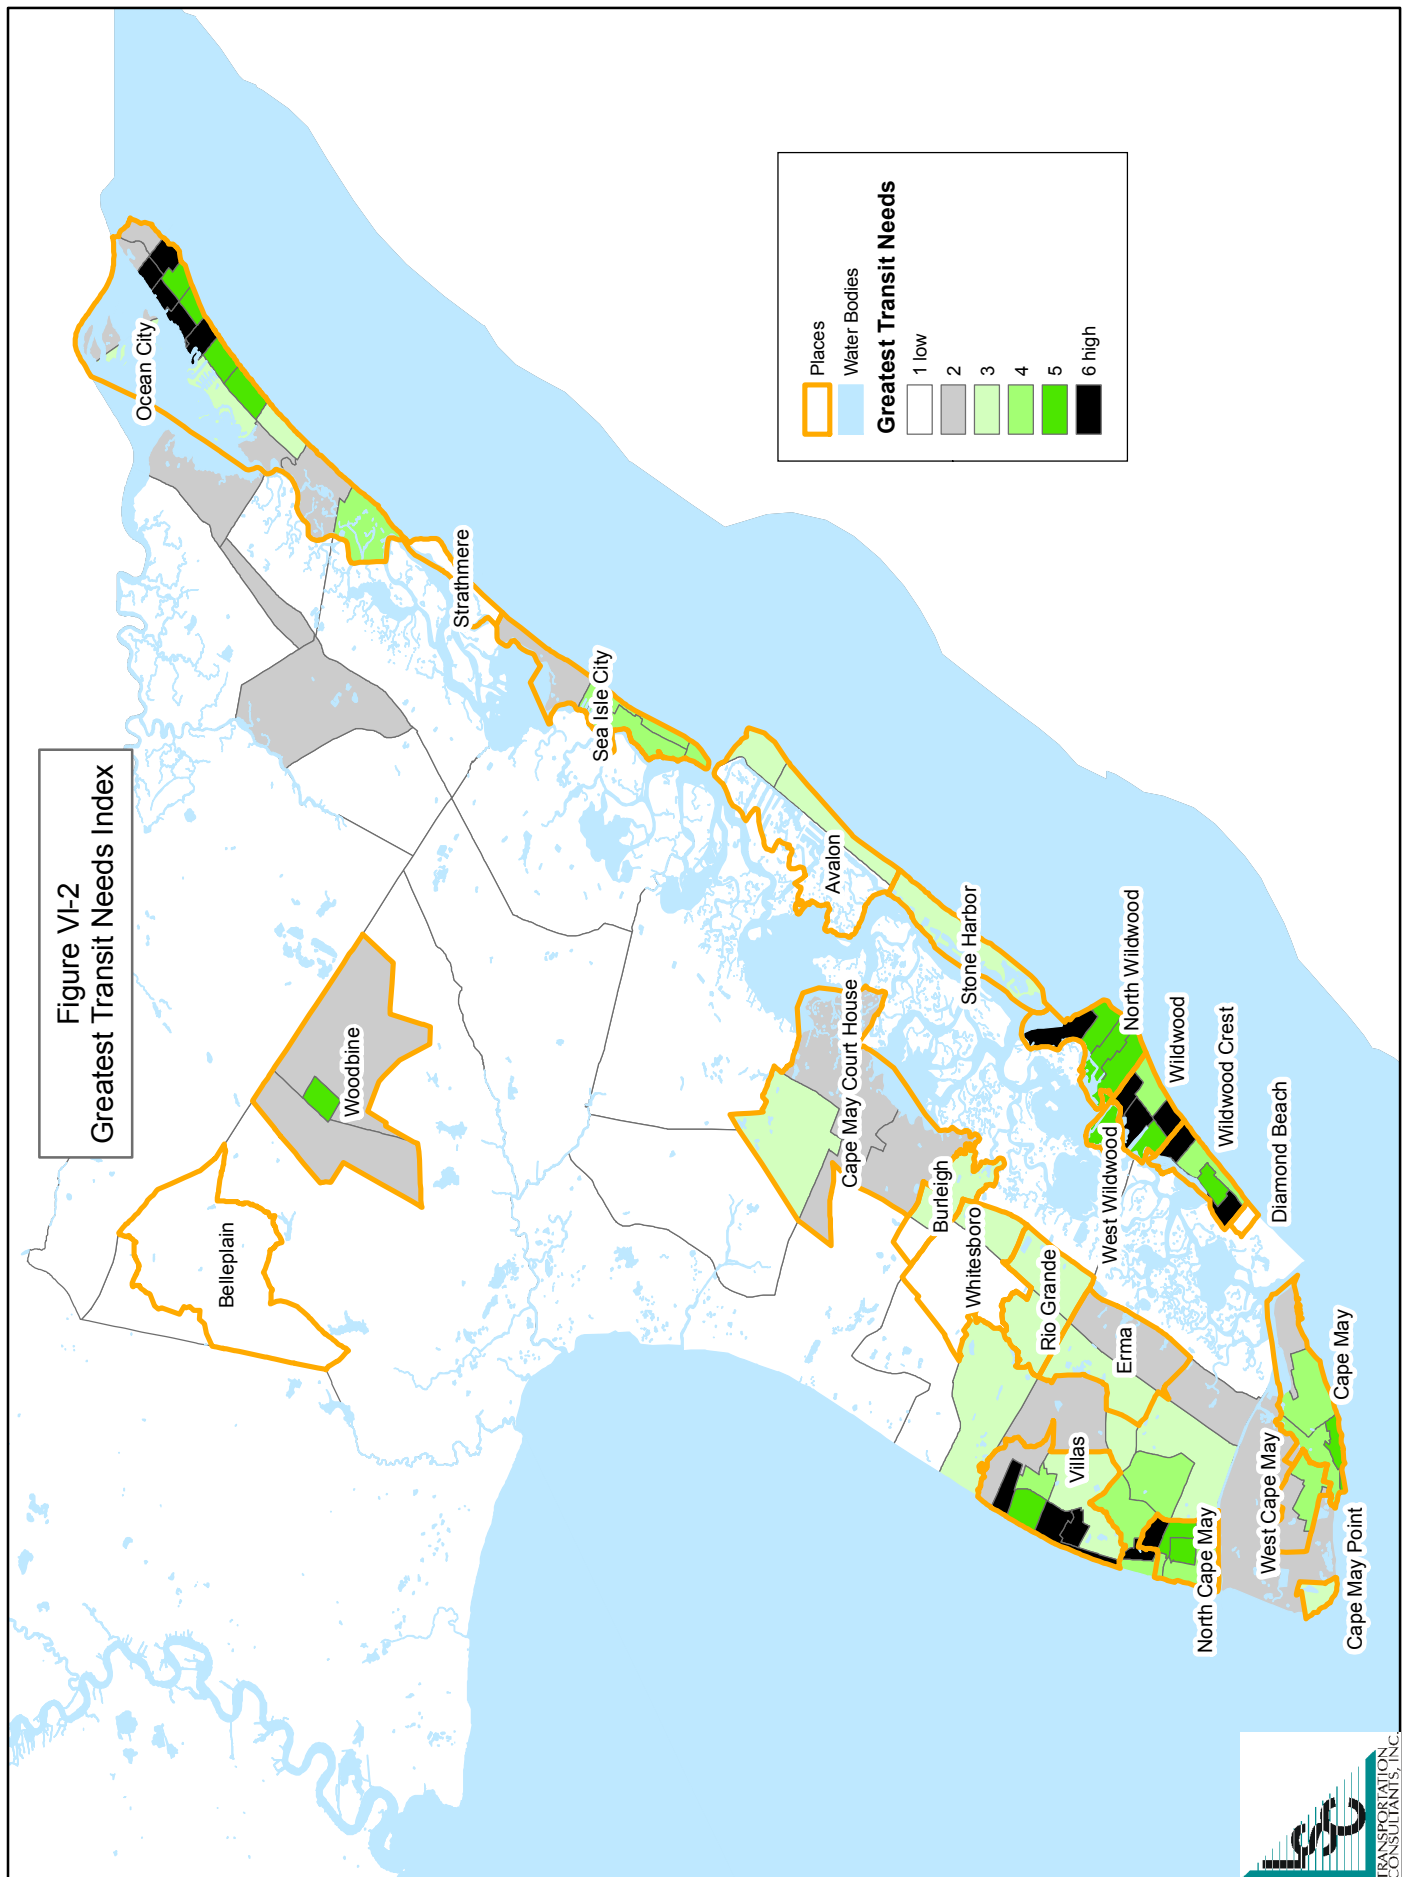 Figure VI-2
Greatest Transit Needs Index
Places
Water Bodies
Greatest Transit Needs
1 low
2
3
4
5
6 high
Ocean City
Strathmere
Sea Isle City
Avalon
Stone Harbor
North Wildwood
Wildwood
Wildwood Crest
Diamond Beach
West Wildwood
Woodbine
Belleplain
Cape May Court House
Burleigh
Whitesboro
Rio Grande
Erma
Villas
North Cape May
West Cape May
Cape May
Cape May Point
LSC
TRANSPORTATION
CONSULTANTS, INC.